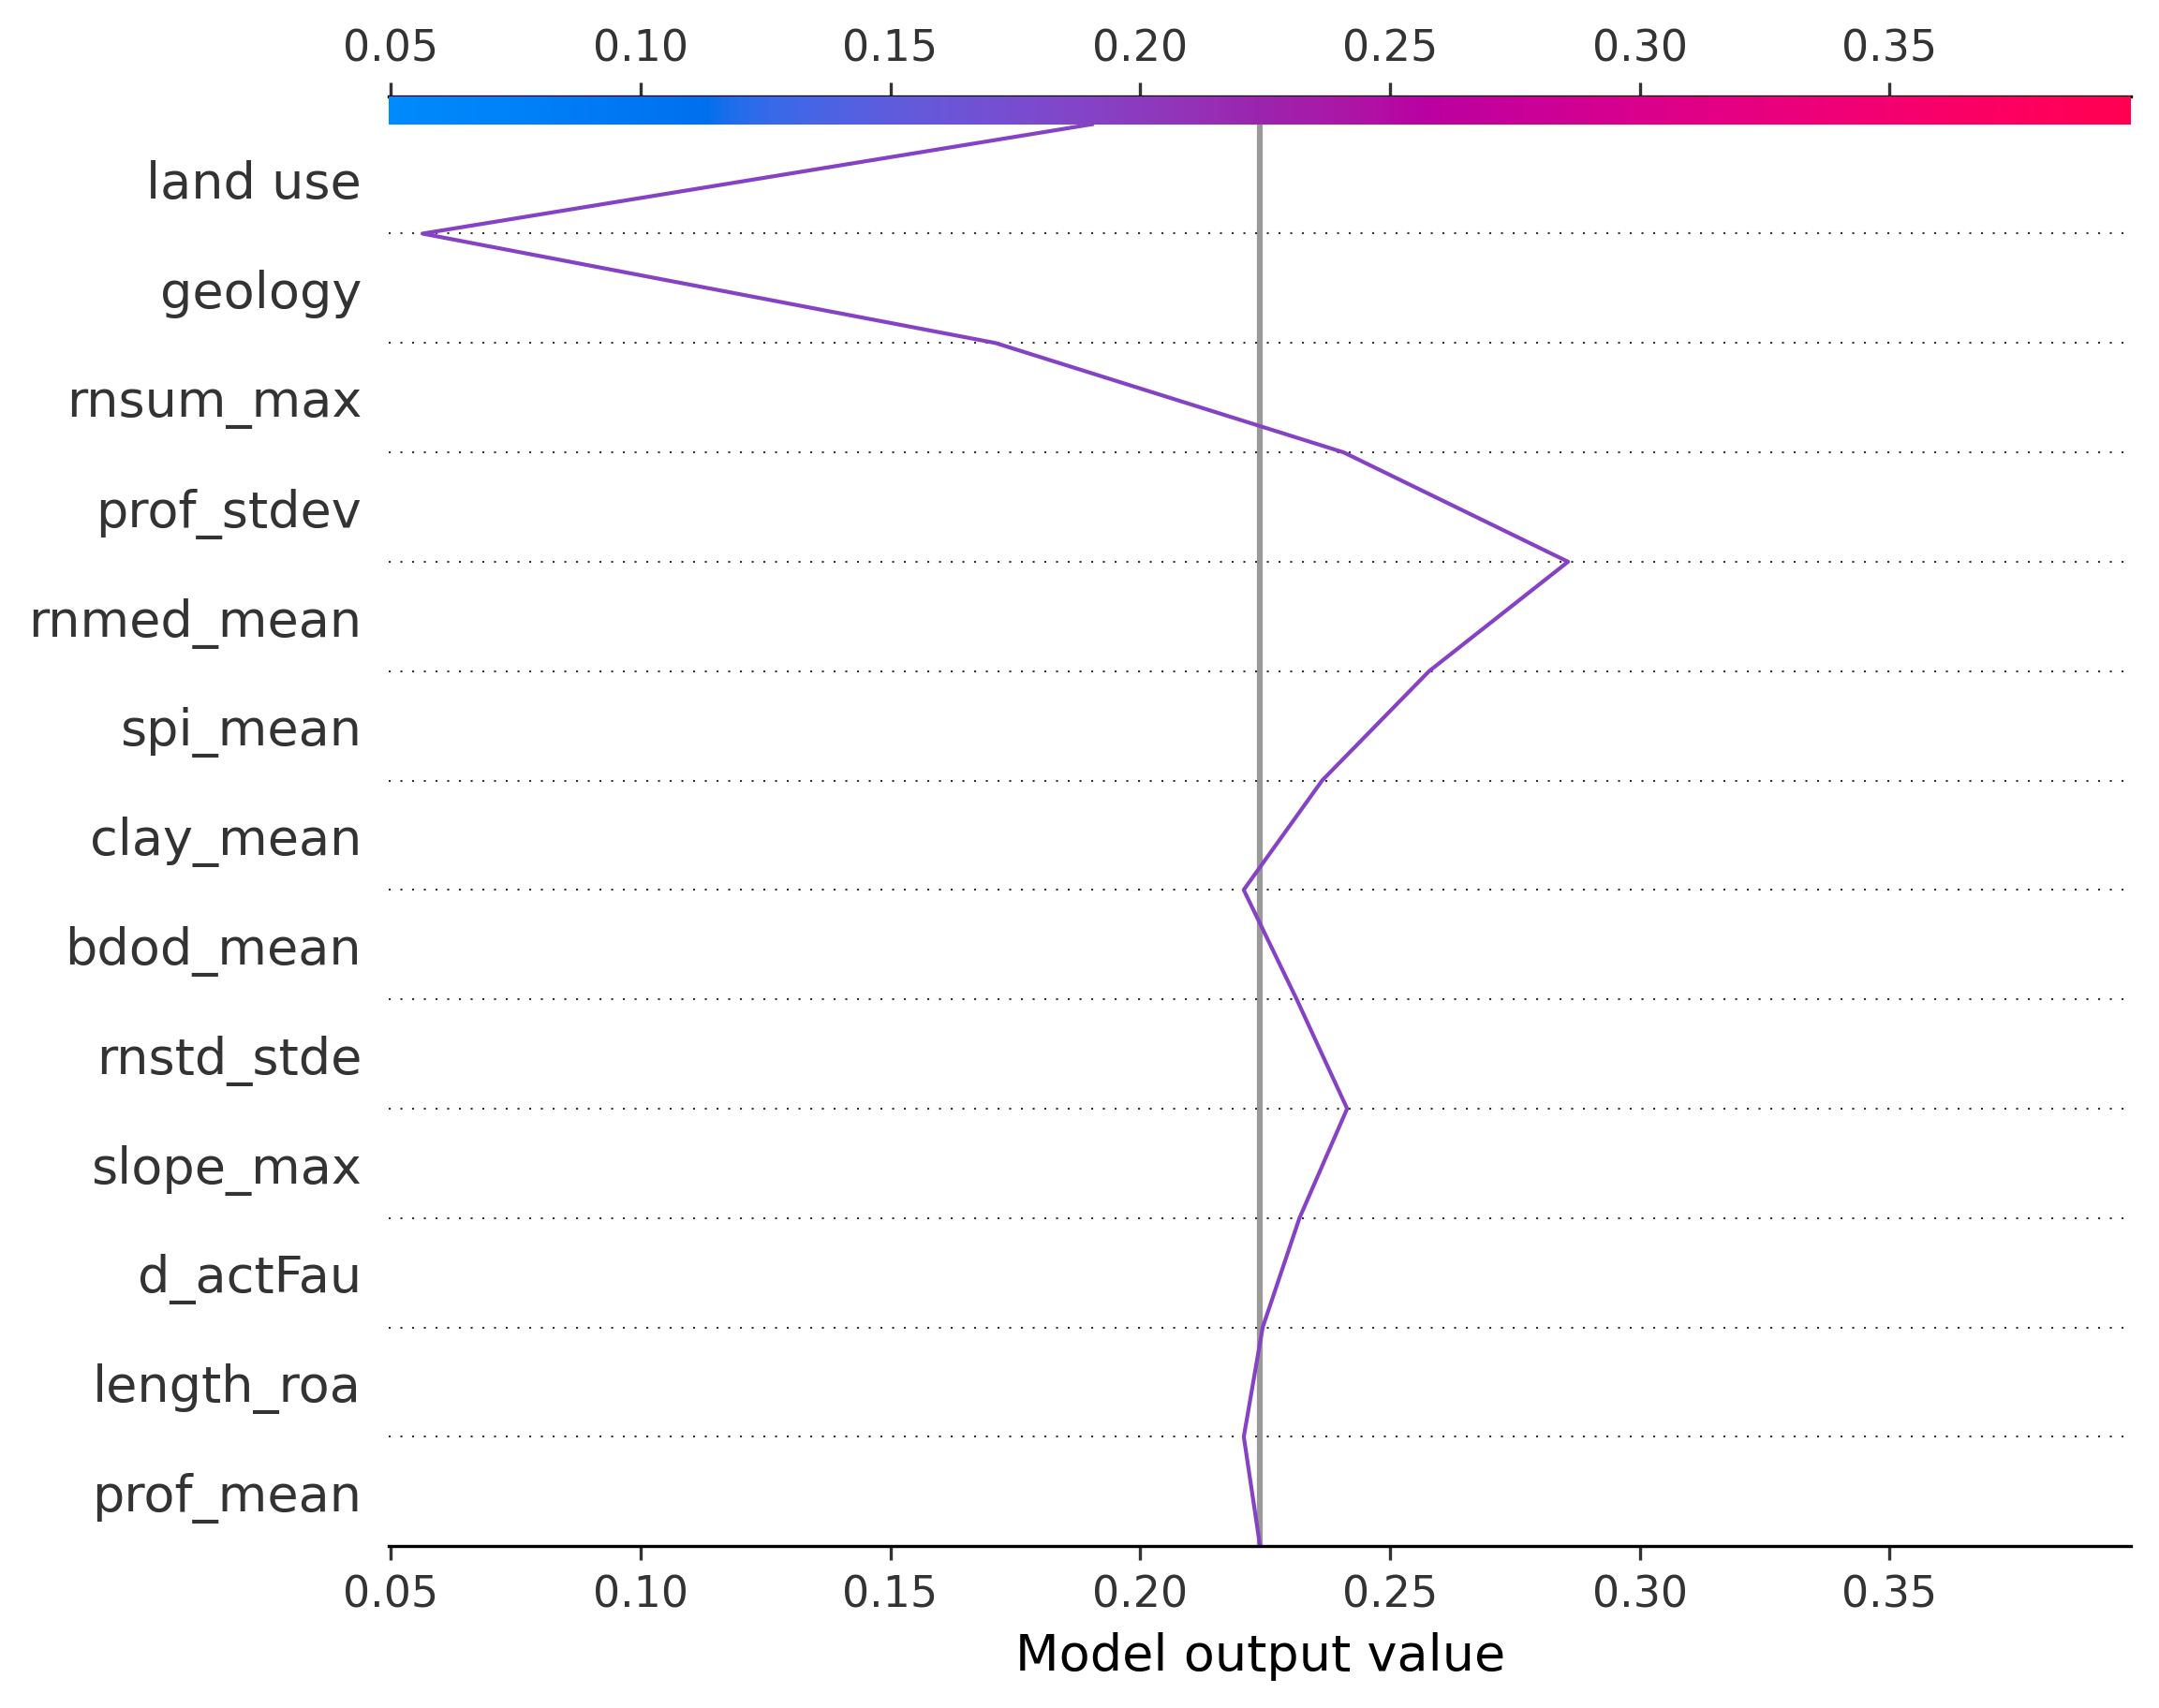 0.05 0.10 0.15 0.20 0.25 0.30 0.35
land use
geology
rnsum_max
prof_stdev
rnmed_mean
spi_mean
clay_mean
bdod_mean
rnstd_stde
slope_max
d_actFau
length_roa
prof_mean
0.05 0.10 0.15 0.20 0.25 0.30 0.35
Model output value